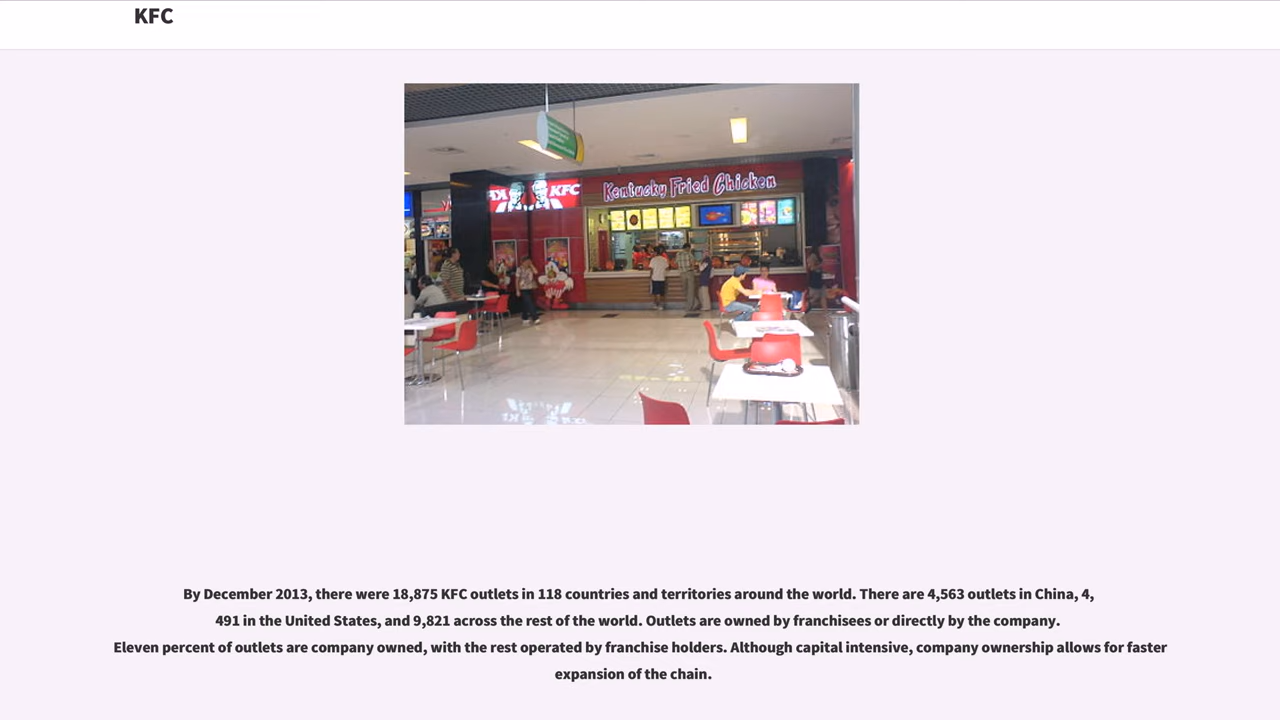 KFC
KFC
Kentucky Fried Chicken
By December 2013, there were 18,875 KFC outlets in 118 countries and territories around the world. There are 4,563 outlets in China, 4,
491 in the United States, and 9,821 across the rest of the world. Outlets are owned by franchisees or directly by the company.
Eleven percent of outlets are company owned, with the rest operated by franchise holders. Although capital intensive, company ownership allows for faster
expansion of the chain.